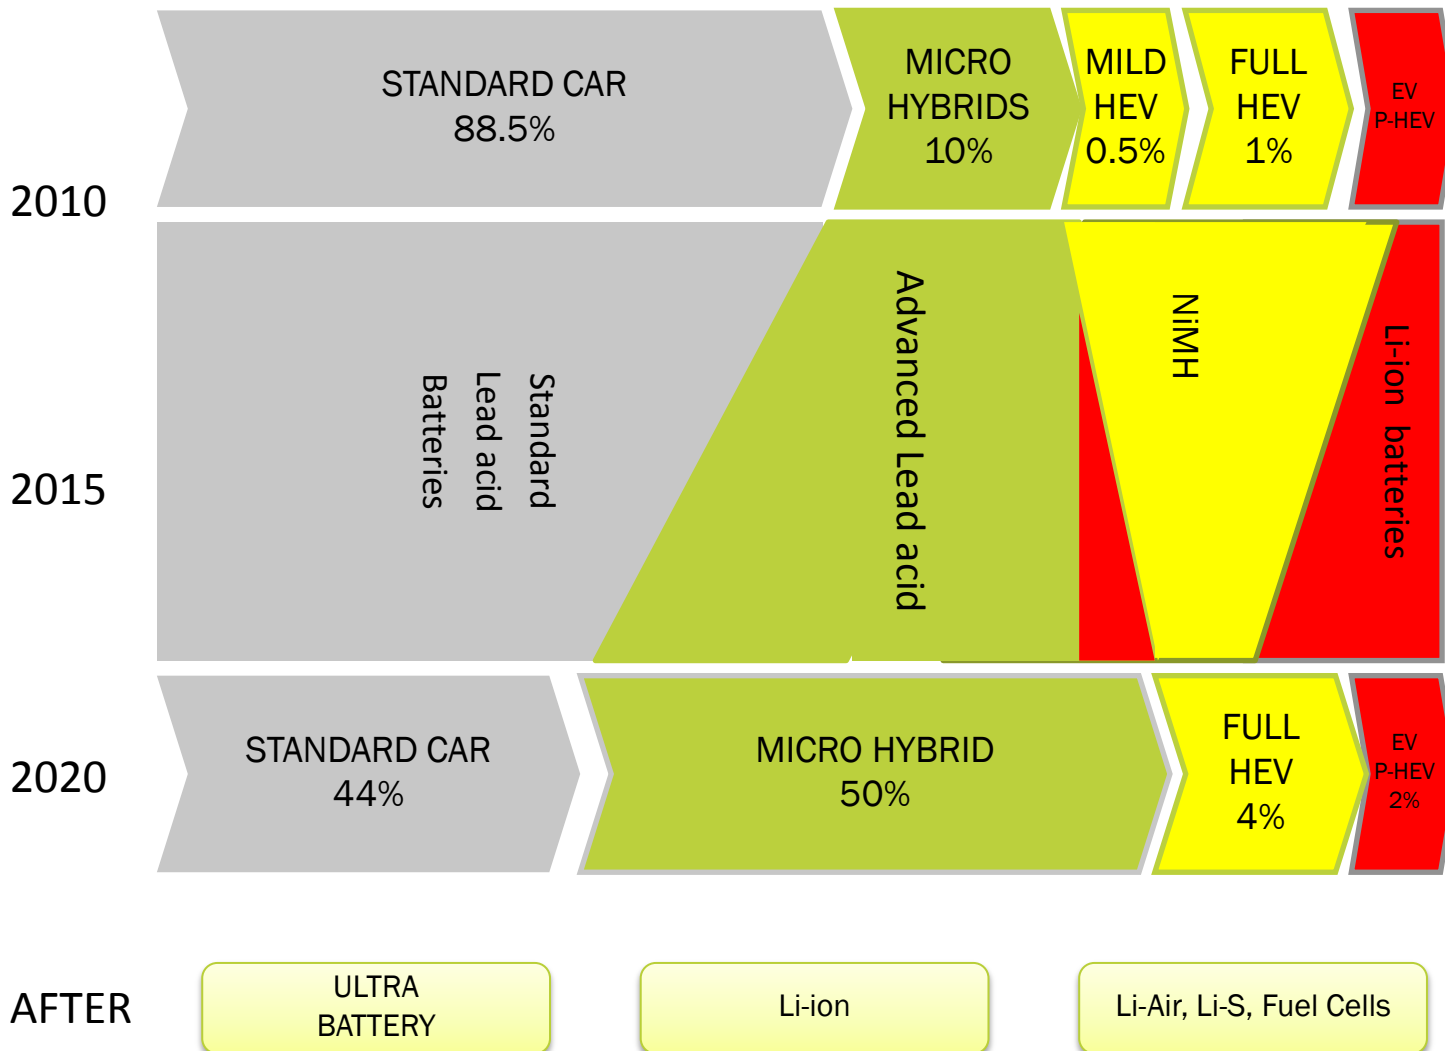 STANDARD CAR
88.5%
MICRO
HYBRIDS
10%
MILD
HEV
0.5%
FULL
HEV
1%
EV
P-HEV
2010
Standard
Lead acid
Batteries
Advanced Lead acid
NiMH
Li-ion batteries
2015
STANDARD CAR
44%
MICRO HYBRID
50%
FULL
HEV
4%
EV
P-HEV
2%
2020
AFTER
ULTRA
BATTERY
Li-ion
Li-Air, Li-S, Fuel Cells